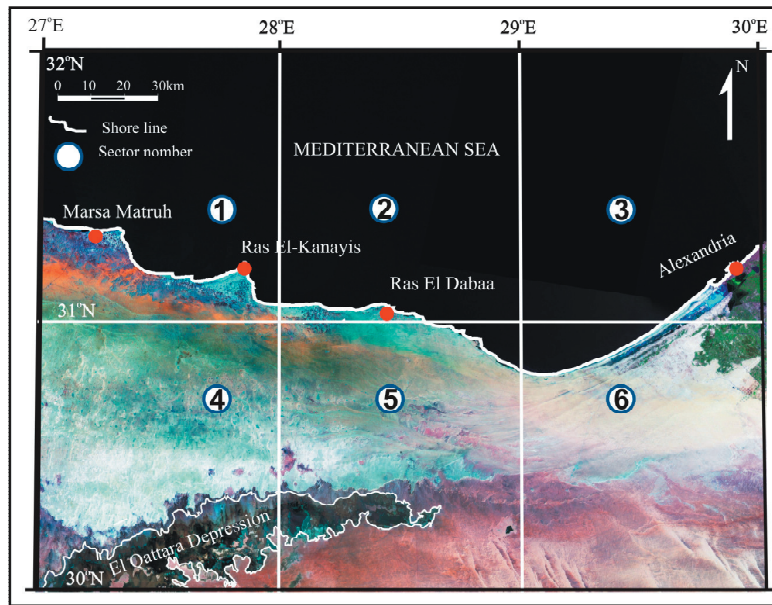 27°E 28°E 29°E 30°E
32°N
0 10 20 30km
N
Shore line
Sector nomber
MEDITERRANEAN SEA
1 2 3
Marsa Matruh
Ras El-Kanayis
Alexandria
Ras El Dabaa
31°N
4 5 6
El Qattara Depression
30°N